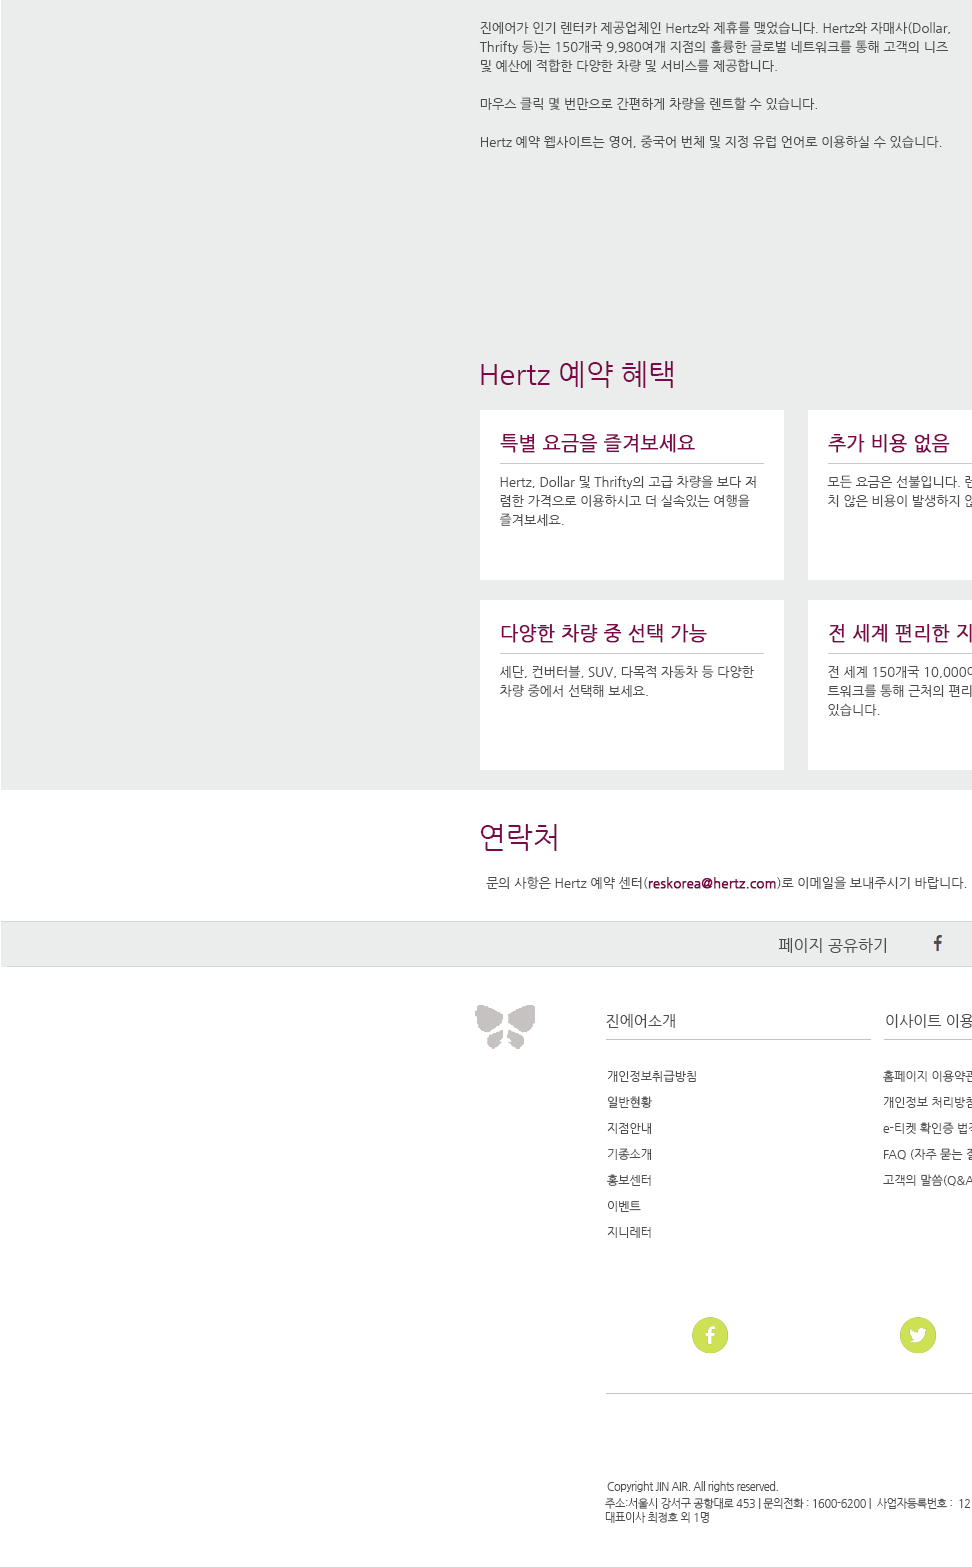 진에어가 인기 렌터카 제공업체인 Hertz와 제휴를 맺었습니다. Hertz와 자매사(Dollar,
Thrifty 등)는 150개국 9,980여개 지점의 훌륭한 글로벌 네트워크를 통해 고객의 니즈
및 예산에 적합한 다양한 차량 및 서비스를 제공합니다.
마우스 클릭 몇 번만으로 간편하게 차량을 렌트할 수 있습니다.
Hertz 예약 웹사이트는 영어, 중국어 번체 및 지정 유럽 언어로 이용하실 수 있습니다.
Hertz 예약 혜택
특별 요금을 즐겨보세요
Hertz, Dollar 및 Thrifty의 고급 차량을 보다 저
렴한 가격으로 이용하시고 더 실속있는 여행을
즐겨보세요.
추가 비용 없음
모든 요금은 선불입니다.
치 않은 비용이 발생하지
다양한 차량 중 선택 가능
세단, 컨버터블, SUV, 다목적 자동차 등 다양한
차량 중에서 선택해 보세요.
전 세계 편리한 지
전 세계 150개국 10,000여
트워크를 통해 근처의 편리
있습니다.
연락처
문의 사항은 Hertz 예약 센터(reskorea@hertz.com)로 이메일을 보내주시기 바랍니다.
페이지 공유하기
진에어소개
개인정보취급방침
일반현황
지점안내
기종소개
홍보센터
이벤트
지니레터
이사이트 이용
홈페이지 이용약관
개인정보 처리방침
e-티켓 확인증 법적
FAQ (자주 묻는 질
고객의 말씀(Q&A
Copyright JIN AIR. All rights reserved.
주소:서울시 강서구 공항대로 453 | 문의전화 : 1600-6200 | 사업자등록번호 : 12
대표이사 최정호 외 1명